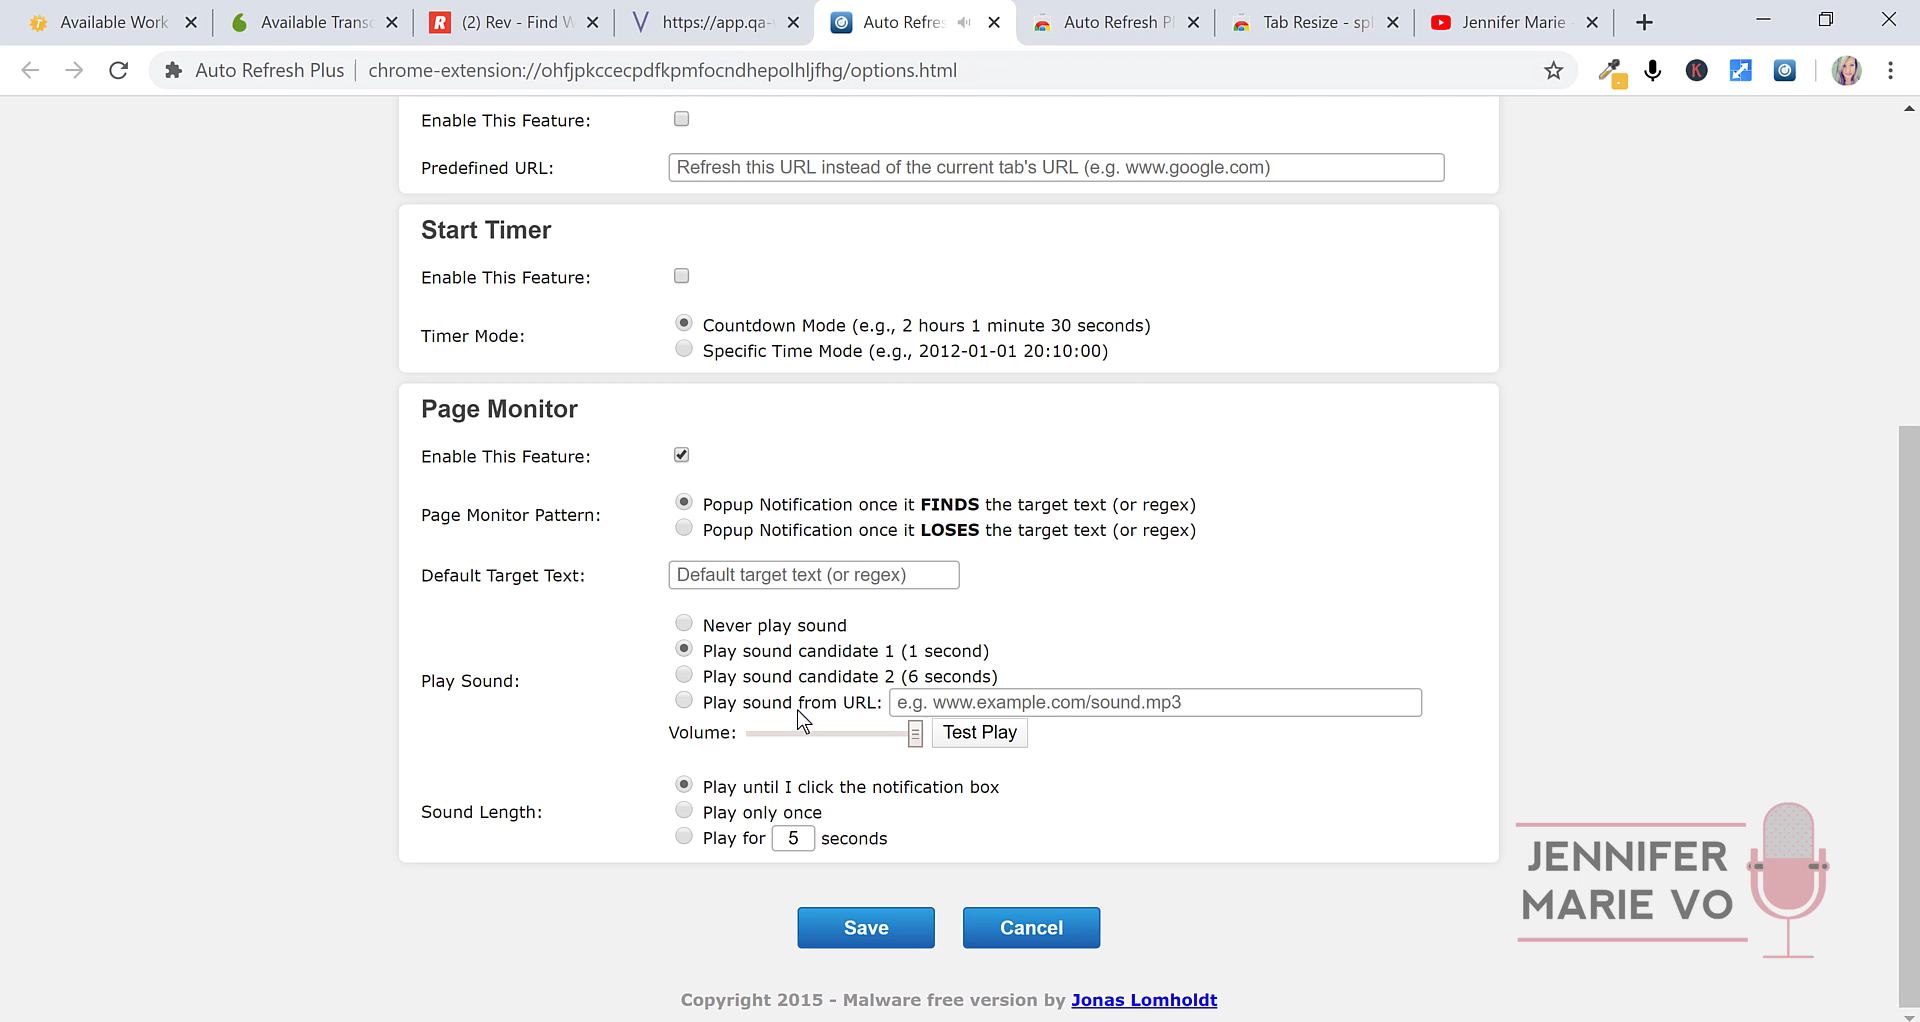 Available Work
Available Transc
(2) Rev - Find W
https://app.qa-
Auto Refres
Auto Refresh Pl
Tab Resize - spl
Jennifer Marie
Auto Refresh Plus
chrome-extension://ohfjpkccecpdfkpmfocndhepolhljfhg/options.html
K
Enable This Feature:
Predefined URL:
Refresh this URL instead of the current tab's URL (e.g. www.google.com)
Start Timer
Enable This Feature:
Timer Mode:
Countdown Mode (e.g., 2 hours 1 minute 30 seconds)
Specific Time Mode (e.g., 2012-01-01 20:10:00)
Page Monitor
Enable This Feature:
Page Monitor Pattern:
Popup Notification once it FINDS the target text (or regex)
Popup Notification once it LOSES the target text (or regex)
Default Target Text:
Default target text (or regex)
Play Sound:
Never play sound
Play sound candidate 1 (1 second)
Play sound candidate 2 (6 seconds)
Play sound from URL: e.g. www.example.com/sound.mp3
Volume:
Test Play
Sound Length:
Play until I click the notification box
Play only once
Play for 5 seconds
Save
Cancel
JENNIFER
MARIE VO
Copyright 2015 - Malware free version by Jonas Lomholdt